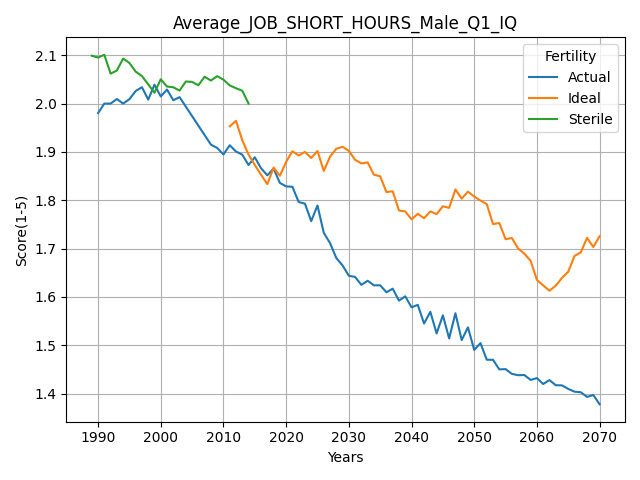 Average_JOB_SHORT_HOURS_Male_Q1_IQ
Fertility
Actual
Ideal
Sterile
Score(1-5)
2.1
2.0
1.9
1.8
1.7
1.6
1.5
1.4
1990 2000 2010 2020 2030 2040 2050 2060 2070
Years